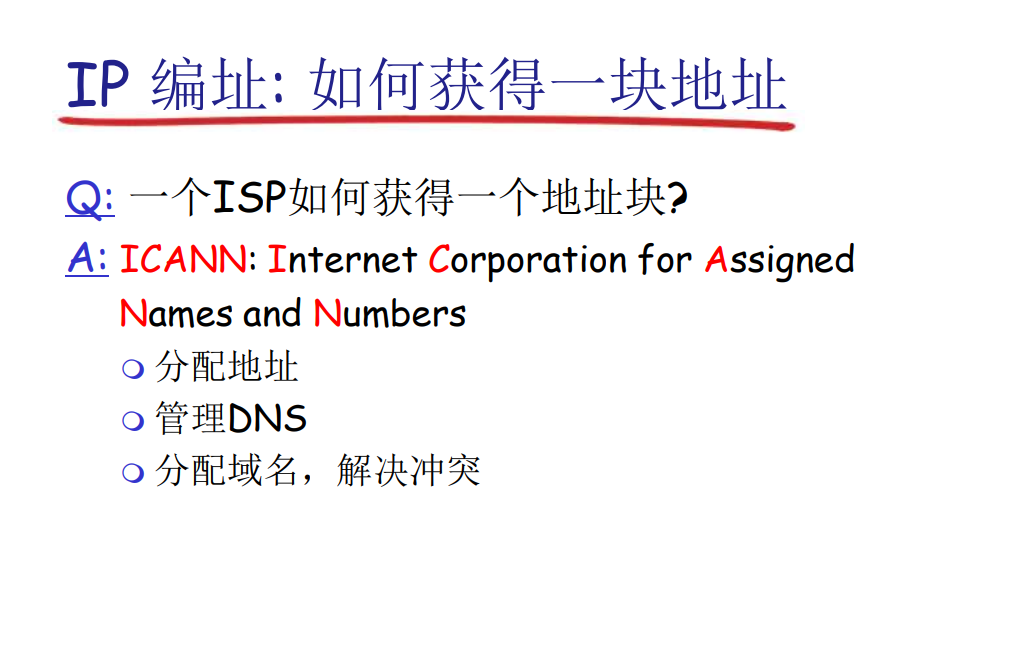 IP 编址: 如何获得一块地址
Q: 一个ISP如何获得一个地址块?
A: ICANN: Internet Corporation for Assigned
Names and Numbers
分配地址
管理DNS
分配域名，解决冲突